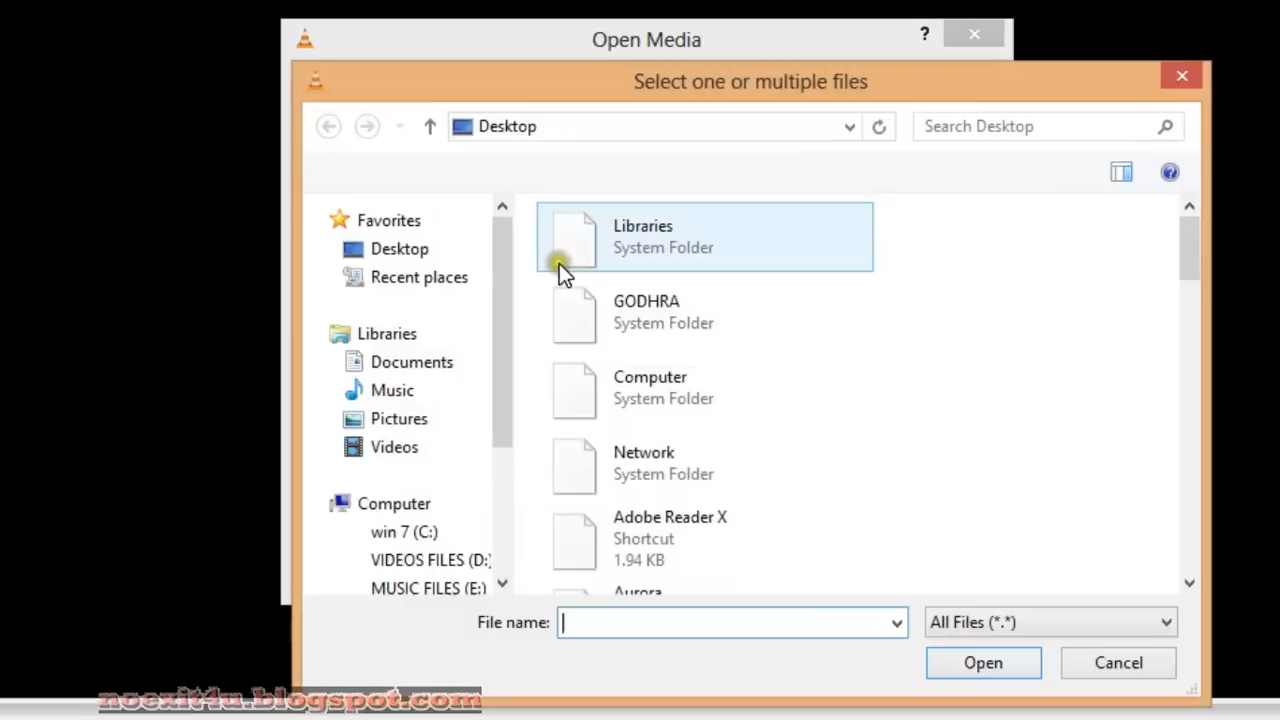 Open Media
?
Select one or multiple files
Desktop
Search Desktop
Favorites
Desktop
Recent places
Libraries
Documents
Music
Pictures
Videos
Computer
win 7 (C:)
VIDEOS FILES (D:)
MUSIC FILES (E:)
Libraries
System Folder
GODHRA
System Folder
Computer
System Folder
Network
System Folder
Adobe Reader X
Shortcut
1.94 KB
Aurora
File name:
All Files (*.*)
Open
Cancel
noexit4u.blogspot.com